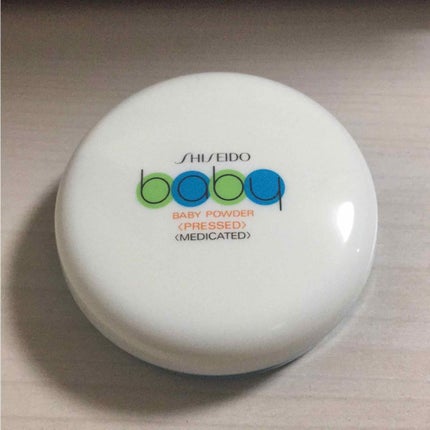 SHISEIDO
baby
BABY POWDER
〈PRESSED〉
〈MEDICATED〉